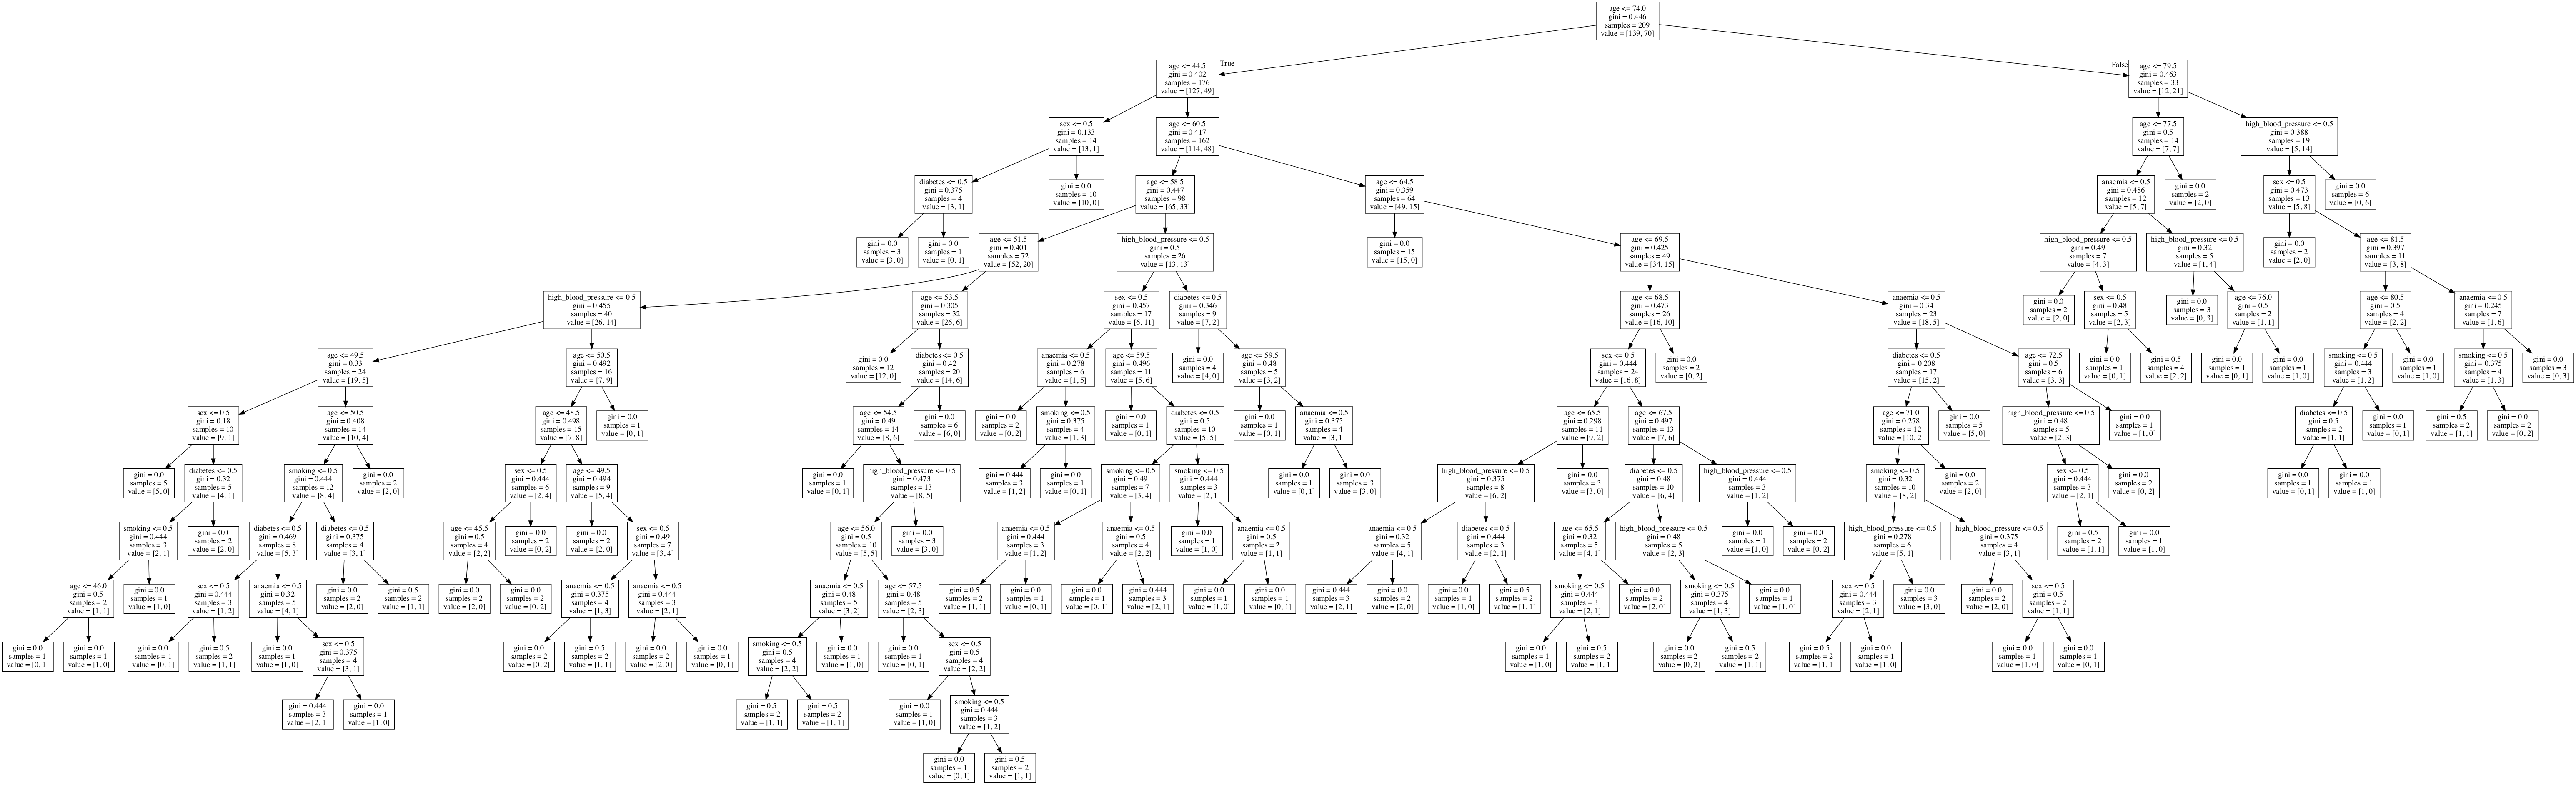 age <= 74.0
gini = 0.446
samples = 209
value = [139, 70]
True
False
age <= 44.5
gini = 0.402
samples = 176
value = [127, 49]
age <= 79.5
gini = 0.463
samples = 33
value = [12, 21]
sex <= 0.5
gini = 0.133
samples = 14
value = [13, 1]
age <= 60.5
gini = 0.417
samples = 162
value = [114, 48]
age <= 77.5
gini = 0.5
samples = 14
value = [7, 7]
high_blood_pressure <= 0.5
gini = 0.388
samples = 19
value = [5, 14]
diabetes <= 0.5
gini = 0.375
samples = 4
value = [3, 1]
gini = 0.0
samples = 10
value = [10, 0]
age <= 58.5
gini = 0.447
samples = 98
value = [65, 33]
age <= 64.5
gini = 0.359
samples = 64
value = [49, 15]
anaemia <= 0.5
gini = 0.486
samples = 12
value = [5, 7]
gini = 0.0
samples = 2
value = [2, 0]
sex <= 0.5
gini = 0.473
samples = 13
value = [5, 8]
gini = 0.0
samples = 6
value = [0, 6]
gini = 0.0
samples = 3
value = [3, 0]
gini = 0.0
samples = 1
value = [0, 1]
age <= 51.5
gini = 0.401
samples = 72
value = [52, 20]
high_blood_pressure <= 0.5
gini = 0.5
samples = 26
value = [13, 13]
gini = 0.0
samples = 15
value = [15, 0]
age <= 69.5
gini = 0.425
samples = 49
value = [34, 15]
high_blood_pressure <= 0.5
gini = 0.49
samples = 7
value = [4, 3]
high_blood_pressure <= 0.5
gini = 0.32
samples = 5
value = [1, 4]
gini = 0.0
samples = 2
value = [2, 0]
age <= 81.5
gini = 0.397
samples = 11
value = [3, 8]
high_blood_pressure <= 0.5
gini = 0.455
samples = 40
value = [26, 14]
age <= 53.5
gini = 0.305
samples = 32
value = [26, 6]
sex <= 0.5
gini = 0.457
samples = 17
value = [6, 11]
diabetes <= 0.5
gini = 0.346
samples = 9
value = [7, 2]
age <= 68.5
gini = 0.473
samples = 26
value = [16, 10]
anaemia <= 0.5
gini = 0.34
samples = 23
value = [18, 5]
gini = 0.0
samples = 2
value = [2, 0]
sex <= 0.5
gini = 0.48
samples = 5
value = [2, 3]
gini = 0.0
samples = 3
value = [0, 3]
age <= 76.0
gini = 0.5
samples = 2
value = [1, 1]
age <= 80.5
gini = 0.5
samples = 4
value = [2, 2]
anaemia <= 0.5
gini = 0.245
samples = 7
value = [1, 6]
age <= 49.5
gini = 0.33
samples = 24
value = [19, 5]
age <= 50.5
gini = 0.492
samples = 16
value = [7, 9]
gini = 0.0
samples = 12
value = [12, 0]
diabetes <= 0.5
gini = 0.42
samples = 20
value = [14, 6]
anaemia <= 0.5
gini = 0.278
samples = 6
value = [1, 5]
age <= 59.5
gini = 0.496
samples = 11
value = [5, 6]
gini = 0.0
samples = 4
value = [4, 0]
age <= 59.5
gini = 0.48
samples = 5
value = [3, 2]
sex <= 0.5
gini = 0.444
samples = 24
value = [16, 8]
gini = 0.0
samples = 2
value = [0, 2]
diabetes <= 0.5
gini = 0.208
samples = 17
value = [15, 2]
age <= 72.5
gini = 0.5
samples = 6
value = [3, 3]
gini = 0.0
samples = 1
value = [0, 1]
gini = 0.5
samples = 4
value = [2, 2]
gini = 0.0
samples = 1
value = [0, 1]
gini = 0.0
samples = 1
value = [1, 0]
smoking <= 0.5
gini = 0.444
samples = 3
value = [1, 2]
gini = 0.0
samples = 1
value = [1, 0]
smoking <= 0.5
gini = 0.375
samples = 4
value = [1, 3]
gini = 0.0
samples = 3
value = [0, 3]
sex <= 0.5
gini = 0.18
samples = 10
value = [9, 1]
age <= 50.5
gini = 0.408
samples = 14
value = [10, 4]
age <= 48.5
gini = 0.498
samples = 15
value = [7, 8]
gini = 0.0
samples = 1
value = [0, 1]
age <= 54.5
gini = 0.49
samples = 14
value = [8, 6]
gini = 0.0
samples = 6
value = [6, 0]
gini = 0.0
samples = 2
value = [0, 2]
smoking <= 0.5
gini = 0.375
samples = 4
value = [1, 3]
gini = 0.0
samples = 1
value = [0, 1]
diabetes <= 0.5
gini = 0.5
samples = 10
value = [5, 5]
gini = 0.0
samples = 1
value = [0, 1]
anaemia <= 0.5
gini = 0.375
samples = 4
value = [3, 1]
age <= 65.5
gini = 0.298
samples = 11
value = [9, 2]
age <= 67.5
gini = 0.497
samples = 13
value = [7, 6]
age <= 71.0
gini = 0.278
samples = 12
value = [10, 2]
gini = 0.0
samples = 5
value = [5, 0]
high_blood_pressure <= 0.5
gini = 0.48
samples = 5
value = [2, 3]
gini = 0.0
samples = 1
value = [1, 0]
diabetes <= 0.5
gini = 0.5
samples = 2
value = [1, 1]
gini = 0.0
samples = 1
value = [0, 1]
gini = 0.5
samples = 2
value = [1, 1]
gini = 0.0
samples = 2
value = [0, 2]
gini = 0.0
samples = 5
value = [5, 0]
diabetes <= 0.5
gini = 0.32
samples = 5
value = [4, 1]
smoking <= 0.5
gini = 0.444
samples = 12
value = [8, 4]
gini = 0.0
samples = 2
value = [2, 0]
sex <= 0.5
gini = 0.444
samples = 6
value = [2, 4]
age <= 49.5
gini = 0.494
samples = 9
value = [5, 4]
gini = 0.0
samples = 1
value = [0, 1]
high_blood_pressure <= 0.5
gini = 0.473
samples = 13
value = [8, 5]
gini = 0.444
samples = 3
value = [1, 2]
gini = 0.0
samples = 1
value = [0, 1]
smoking <= 0.5
gini = 0.49
samples = 7
value = [3, 4]
smoking <= 0.5
gini = 0.444
samples = 3
value = [2, 1]
gini = 0.0
samples = 1
value = [0, 1]
gini = 0.0
samples = 3
value = [3, 0]
high_blood_pressure <= 0.5
gini = 0.375
samples = 8
value = [6, 2]
gini = 0.0
samples = 3
value = [3, 0]
diabetes <= 0.5
gini = 0.48
samples = 10
value = [6, 4]
high_blood_pressure <= 0.5
gini = 0.444
samples = 3
value = [1, 2]
smoking <= 0.5
gini = 0.32
samples = 10
value = [8, 2]
gini = 0.0
samples = 2
value = [2, 0]
sex <= 0.5
gini = 0.444
samples = 3
value = [2, 1]
gini = 0.0
samples = 2
value = [0, 2]
gini = 0.0
samples = 1
value = [0, 1]
gini = 0.0
samples = 1
value = [1, 0]
smoking <= 0.5
gini = 0.444
samples = 3
value = [2, 1]
gini = 0.0
samples = 2
value = [2, 0]
diabetes <= 0.5
gini = 0.469
samples = 8
value = [5, 3]
diabetes <= 0.5
gini = 0.375
samples = 4
value = [3, 1]
age <= 45.5
gini = 0.5
samples = 4
value = [2, 2]
gini = 0.0
samples = 2
value = [0, 2]
gini = 0.0
samples = 2
value = [2, 0]
sex <= 0.5
gini = 0.49
samples = 7
value = [3, 4]
age <= 56.0
gini = 0.5
samples = 10
value = [5, 5]
gini = 0.0
samples = 3
value = [3, 0]
anaemia <= 0.5
gini = 0.444
samples = 3
value = [1, 2]
anaemia <= 0.5
gini = 0.5
samples = 4
value = [2, 2]
gini = 0.0
samples = 1
value = [1, 0]
anaemia <= 0.5
gini = 0.5
samples = 2
value = [1, 1]
anaemia <= 0.5
gini = 0.32
samples = 5
value = [4, 1]
diabetes <= 0.5
gini = 0.444
samples = 3
value = [2, 1]
age <= 65.5
gini = 0.32
samples = 5
value = [4, 1]
high_blood_pressure <= 0.5
gini = 0.48
samples = 5
value = [2, 3]
gini = 0.0
samples = 1
value = [1, 0]
gini = 0.0
samples = 2
value = [0, 2]
high_blood_pressure <= 0.5
gini = 0.278
samples = 6
value = [5, 1]
high_blood_pressure <= 0.5
gini = 0.375
samples = 4
value = [3, 1]
gini = 0.5
samples = 2
value = [1, 1]
gini = 0.0
samples = 1
value = [1, 0]
age <= 46.0
gini = 0.5
samples = 2
value = [1, 1]
gini = 0.0
samples = 1
value = [1, 0]
sex <= 0.5
gini = 0.444
samples = 3
value = [1, 2]
anaemia <= 0.5
gini = 0.32
samples = 5
value = [4, 1]
gini = 0.0
samples = 2
value = [2, 0]
gini = 0.5
samples = 2
value = [1, 1]
gini = 0.0
samples = 2
value = [2, 0]
gini = 0.0
samples = 2
value = [0, 2]
anaemia <= 0.5
gini = 0.375
samples = 4
value = [1, 3]
anaemia <= 0.5
gini = 0.444
samples = 3
value = [2, 1]
anaemia <= 0.5
gini = 0.48
samples = 5
value = [3, 2]
age <= 57.5
gini = 0.48
samples = 5
value = [2, 3]
gini = 0.5
samples = 2
value = [1, 1]
gini = 0.0
samples = 1
value = [0, 1]
gini = 0.0
samples = 1
value = [0, 1]
gini = 0.444
samples = 3
value = [2, 1]
gini = 0.0
samples = 1
value = [1, 0]
gini = 0.0
samples = 1
value = [0, 1]
gini = 0.444
samples = 3
value = [2, 1]
gini = 0.0
samples = 2
value = [2, 0]
gini = 0.0
samples = 1
value = [1, 0]
gini = 0.5
samples = 2
value = [1, 1]
smoking <= 0.5
gini = 0.444
samples = 3
value = [2, 1]
gini = 0.0
samples = 2
value = [2, 0]
smoking <= 0.5
gini = 0.375
samples = 4
value = [1, 3]
gini = 0.0
samples = 1
value = [1, 0]
sex <= 0.5
gini = 0.444
samples = 3
value = [2, 1]
gini = 0.0
samples = 3
value = [3, 0]
gini = 0.0
samples = 2
value = [2, 0]
sex <= 0.5
gini = 0.5
samples = 2
value = [1, 1]
gini = 0.0
samples = 1
value = [0, 1]
gini = 0.0
samples = 1
value = [1, 0]
gini = 0.0
samples = 1
value = [0, 1]
gini = 0.5
samples = 2
value = [1, 1]
gini = 0.0
samples = 1
value = [1, 0]
sex <= 0.5
gini = 0.375
samples = 4
value = [3, 1]
gini = 0.0
samples = 2
value = [0, 2]
gini = 0.5
samples = 2
value = [1, 1]
gini = 0.0
samples = 2
value = [2, 0]
gini = 0.0
samples = 1
value = [0, 1]
smoking <= 0.5
gini = 0.5
samples = 4
value = [2, 2]
gini = 0.0
samples = 1
value = [1, 0]
gini = 0.0
samples = 1
value = [0, 1]
sex <= 0.5
gini = 0.5
samples = 4
value = [2, 2]
gini = 0.0
samples = 1
value = [1, 0]
gini = 0.5
samples = 2
value = [1, 1]
gini = 0.0
samples = 2
value = [0, 2]
gini = 0.5
samples = 2
value = [1, 1]
gini = 0.5
samples = 2
value = [1, 1]
gini = 0.0
samples = 1
value = [1, 0]
gini = 0.0
samples = 1
value = [1, 0]
gini = 0.0
samples = 1
value = [0, 1]
gini = 0.444
samples = 3
value = [2, 1]
gini = 0.0
samples = 1
value = [1, 0]
gini = 0.5
samples = 2
value = [1, 1]
gini = 0.5
samples = 2
value = [1, 1]
gini = 0.0
samples = 1
value = [1, 0]
smoking <= 0.5
gini = 0.444
samples = 3
value = [1, 2]
gini = 0.0
samples = 1
value = [0, 1]
gini = 0.5
samples = 2
value = [1, 1]